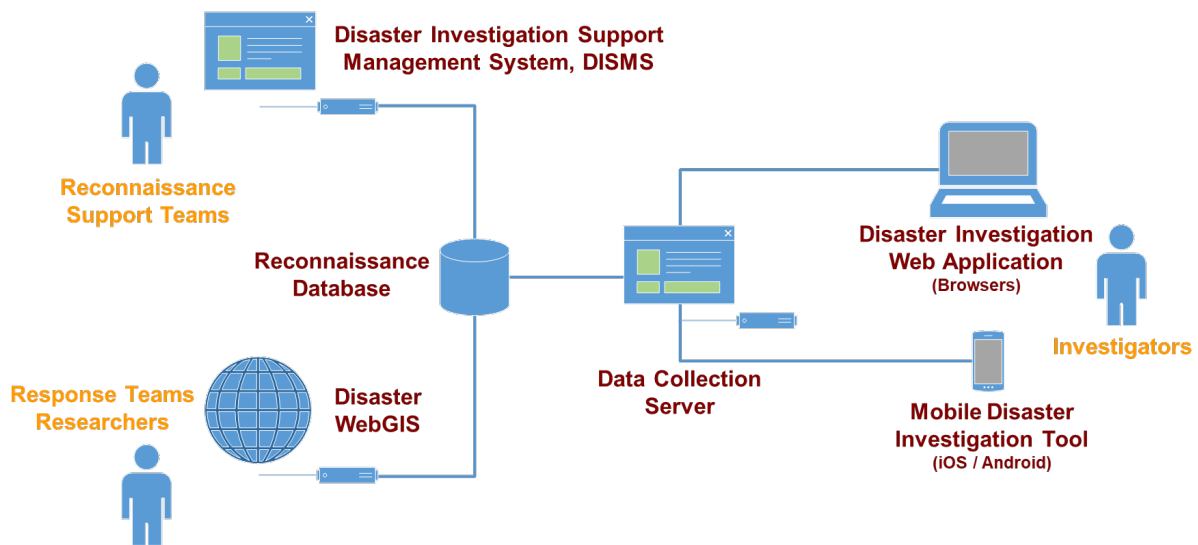 Disaster Investigation Support
Management System, DISMS
Reconnaissance
Support Teams
Reconnaissance
Database
Response Teams
Researchers
Disaster
WebGIS
Data Collection
Server
Disaster Investigation
Web Application
(Browsers)
Investigators
Mobile Disaster
Investigation Tool
(iOS / Android)